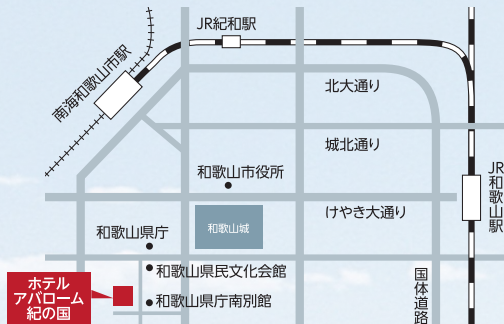 JR紀和駅
南海和歌山市駅
北大通り
城北通り
和歌山市役所
JR和歌山駅
けやき大通り
和歌山城
和歌山県庁
和歌山県民文化会館
国体道路
ホテル
アバローム
紀の国
和歌山県庁南別館